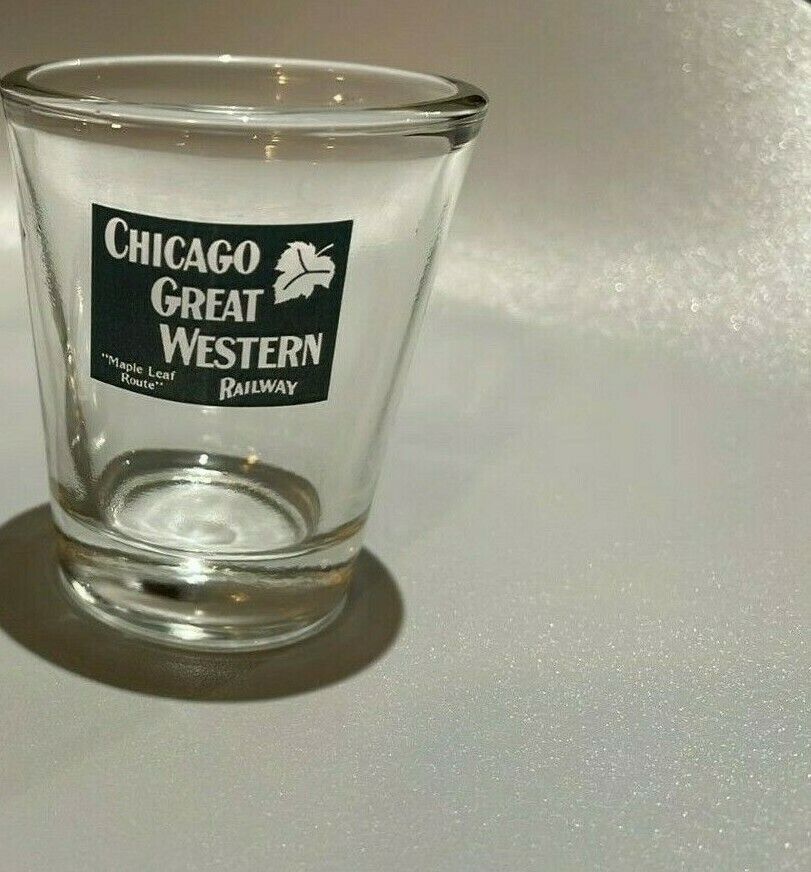 CHICAGO
GREAT
WESTERN
"Maple Leaf
Route"
RAILWAY